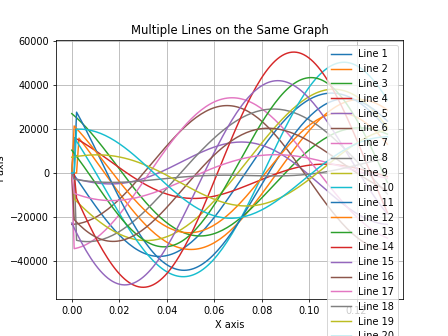 Multiple Lines on the Same Graph
60000
40000
20000
0
−20000
−40000
axis
0.00
0.02
0.04
0.06
0.08
0.10
X axis
Line 1
Line 2
Line 3
Line 4
Line 5
Line 6
Line 7
Line 8
Line 9
Line 10
Line 11
Line 12
Line 13
Line 14
Line 15
Line 16
Line 17
Line 18
Line 19
Line 20